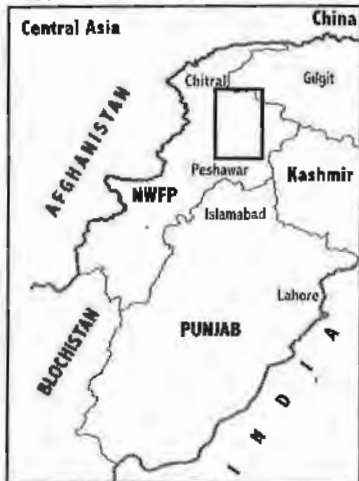 China
Central Asia
Chitral
Gilgit
AFGHANISTAN
Peshawar
Kashmir
NWFP
Islamabad
Lahore
PUNJAB
BLOCHISTAN
INDIA